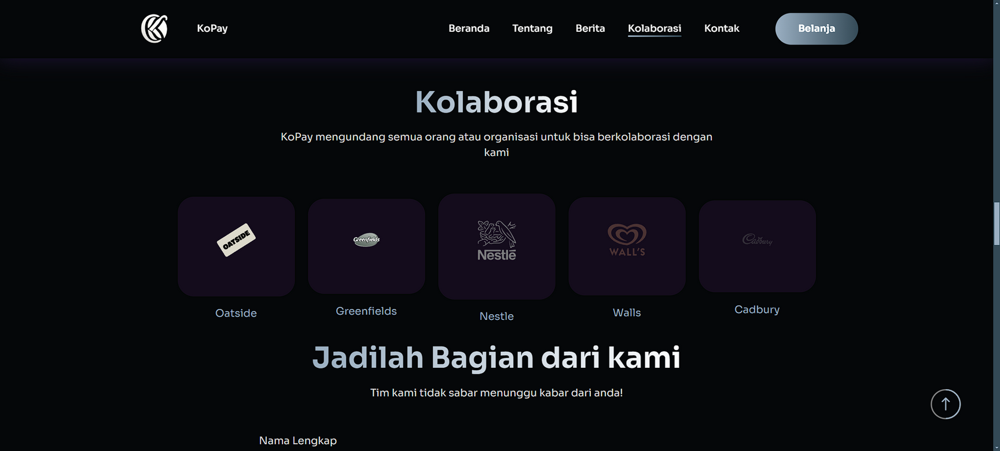 KoPay
Beranda
Tentang
Berita
Kolaborasi
Kontak
Belanja
Kolaborasi
KoPay mengundang semua orang atau organisasi untuk bisa berkolaborasi dengan
kami
OATSIDE
Greenfields
Nestlé
WALL'S
Cadbury
Oatside
Greenfields
Nestle
Walls
Cadbury
Jadilah Bagian dari kami
Tim kami tidak sabar menunggu kabar dari anda!
Nama Lengkap